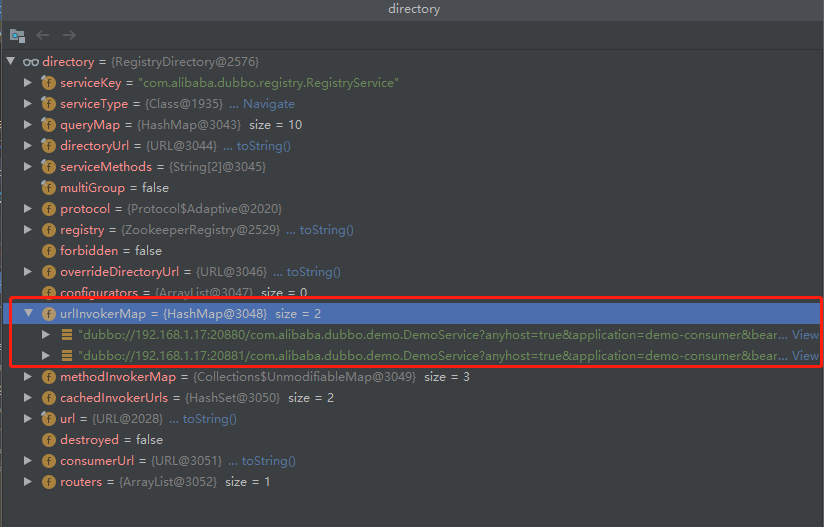 directory
directory = {RegistryDirectory@2576}
serviceKey = "com.alibaba.dubbo.registry.RegistryService"
serviceType = {Class@1935} ... Navigate
queryMap = {HashMap@3043} size = 10
directoryUrl = {URL@3044} ... toString()
serviceMethods = {String[2]@3045}
multiGroup = false
protocol = {Protocol$Adaptive@2020}
registry = {ZookeeperRegistry@2529} ... toString()
forbidden = false
overrideDirectoryUrl = {URL@3046} ... toString()
configurators = {ArrayList@3047} size = 0
urlInvokerMap = {HashMap@3048} size = 2
"dubbo://192.168.1.17:20880/com.alibaba.dubbo.demo.DemoService?anyhost=true&application=demo-consumer&bear... View
"dubbo://192.168.1.17:20881/com.alibaba.dubbo.demo.DemoService?anyhost=true&application=demo-consumer&bear... View
methodInvokerMap = {Collections$UnmodifiableMap@3049} size = 3
cachedInvokerUrls = {HashSet@3050} size = 2
url = {URL@2028} ... toString()
destroyed = false
consumerUrl = {URL@3051} ... toString()
routers = {ArrayList@3052} size = 1